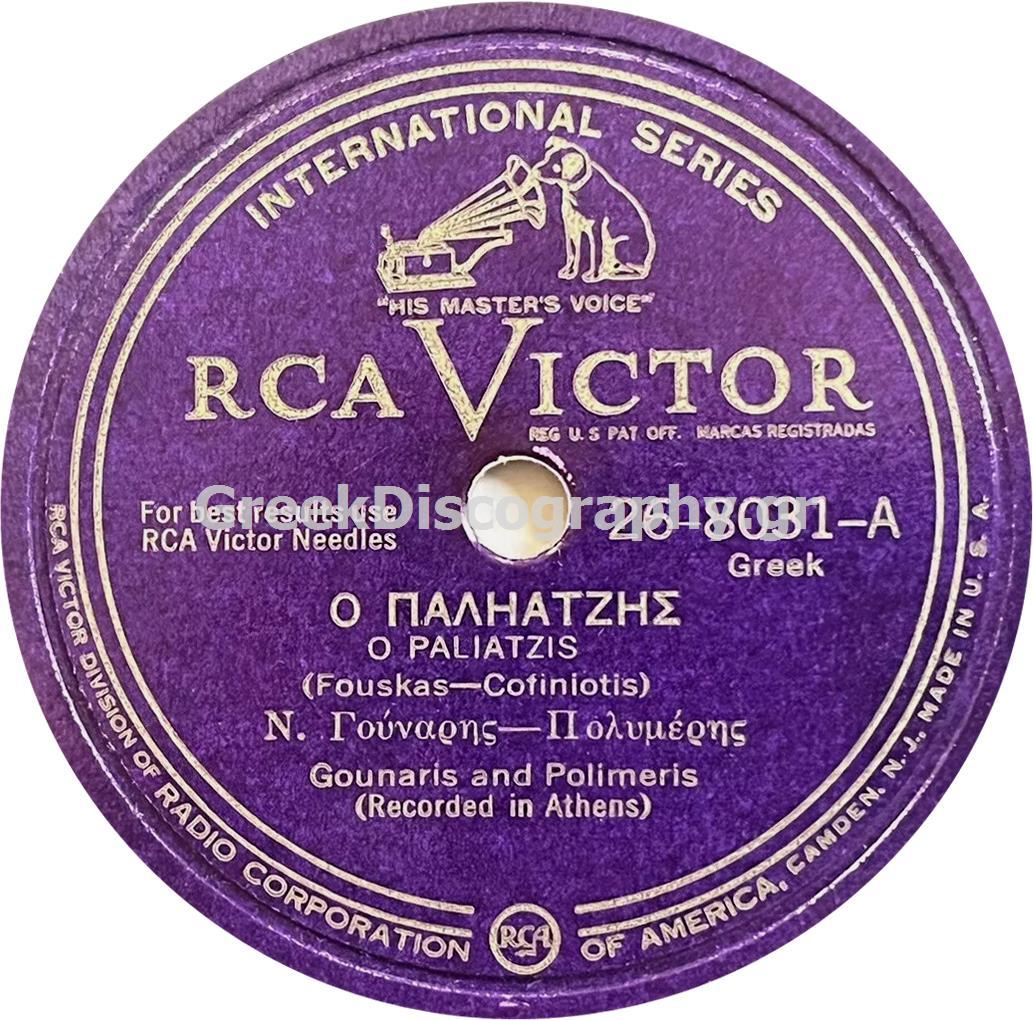 INTERNATIONAL SERIES
"HIS MASTER'S VOICE"
RCA VICTOR
REG U. S PAT OFF. MARCAS REGISTRADAS
GreekDiscography.gr
For best results use
RCA Victor Needles
26-8081-A
Greek
Ο ΠΑΛΗΑΤΖΗΣ
O PALIATZIS
(Fouskas—Cofiniotis)
Ν. Γούναρης—Πολυμέρης
Gounaris and Polimeris
(Recorded in Athens)
RCA VICTOR DIVISION OF RADIO CORPORATION OF AMERICA, CAMDEN. N. J., MADE IN U. S. A.
RCA